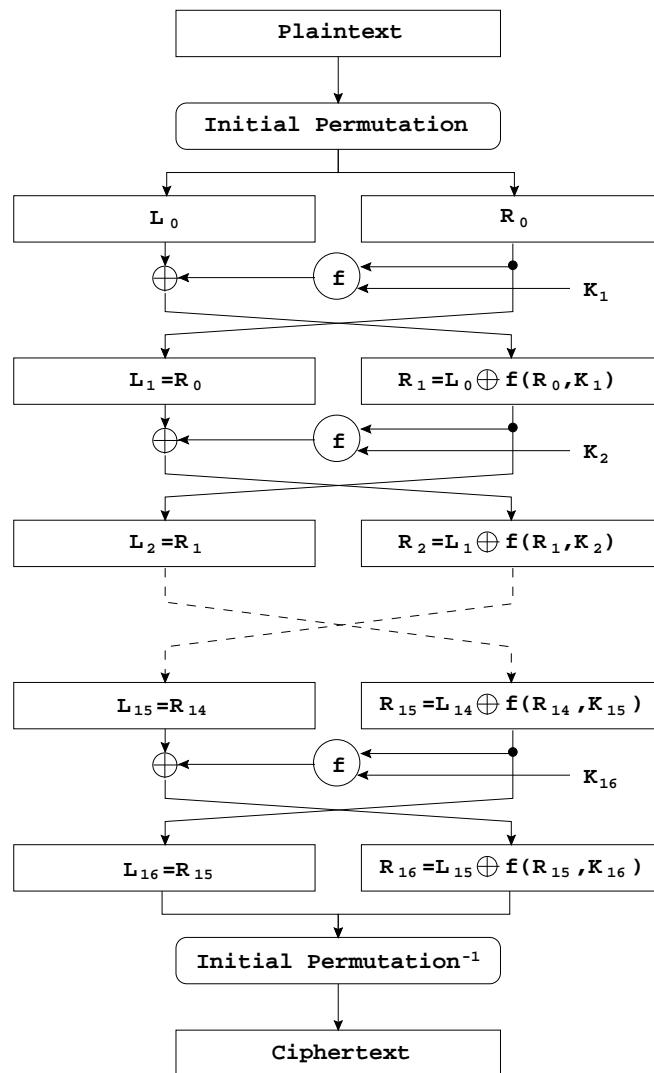 Plaintext
Initial Permutation
L₀ R₀
f
K₁
L₁=R₀ R₁=L₀⊕f(R₀,K₁)
f
K₂
L₂=R₁ R₂=L₁⊕f(R₁,K₂)
L₁₅=R₁₄ R₁₅=L₁₄⊕f(R₁₄,K₁₅)
f
K₁₆
L₁₆=R₁₅ R₁₆=L₁₅⊕f(R₁₅,K₁₆)
Initial Permutation⁻¹
Ciphertext